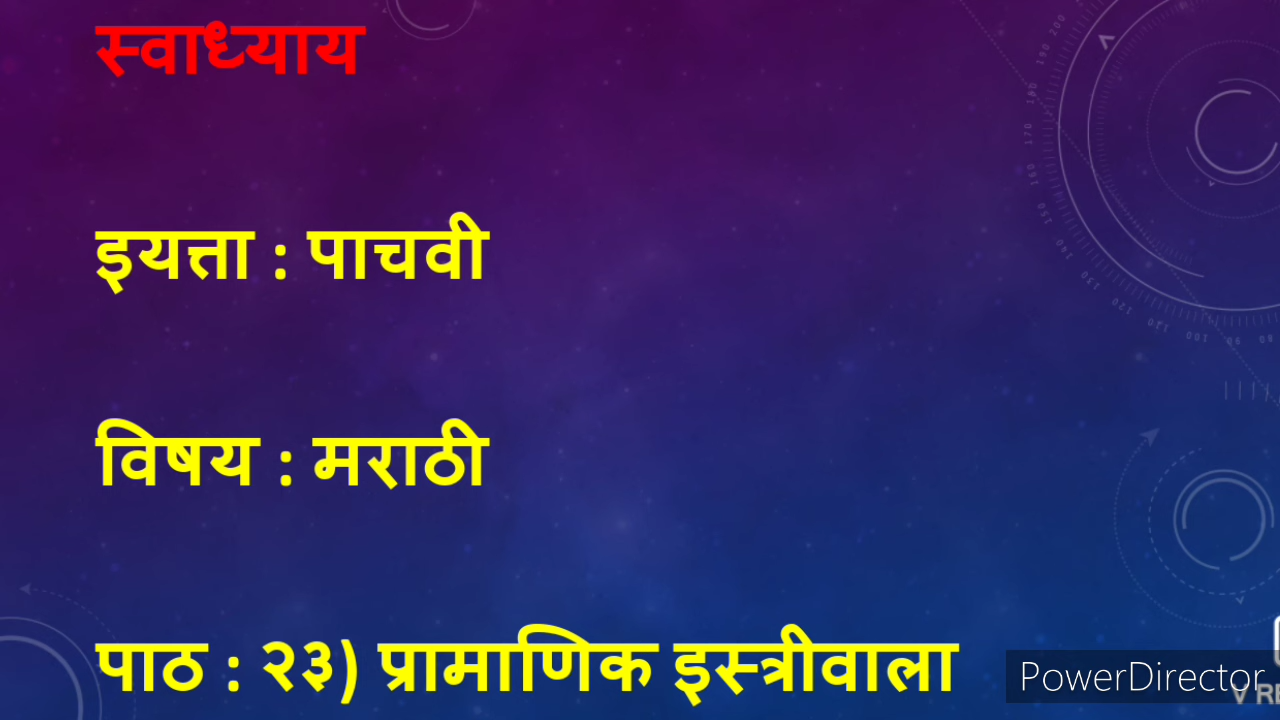 स्वाध्याय
इयत्ता : पाचवी
विषय : मराठी
पाठ : २३) प्रामाणिक इस्त्रीवाला
PowerDirector